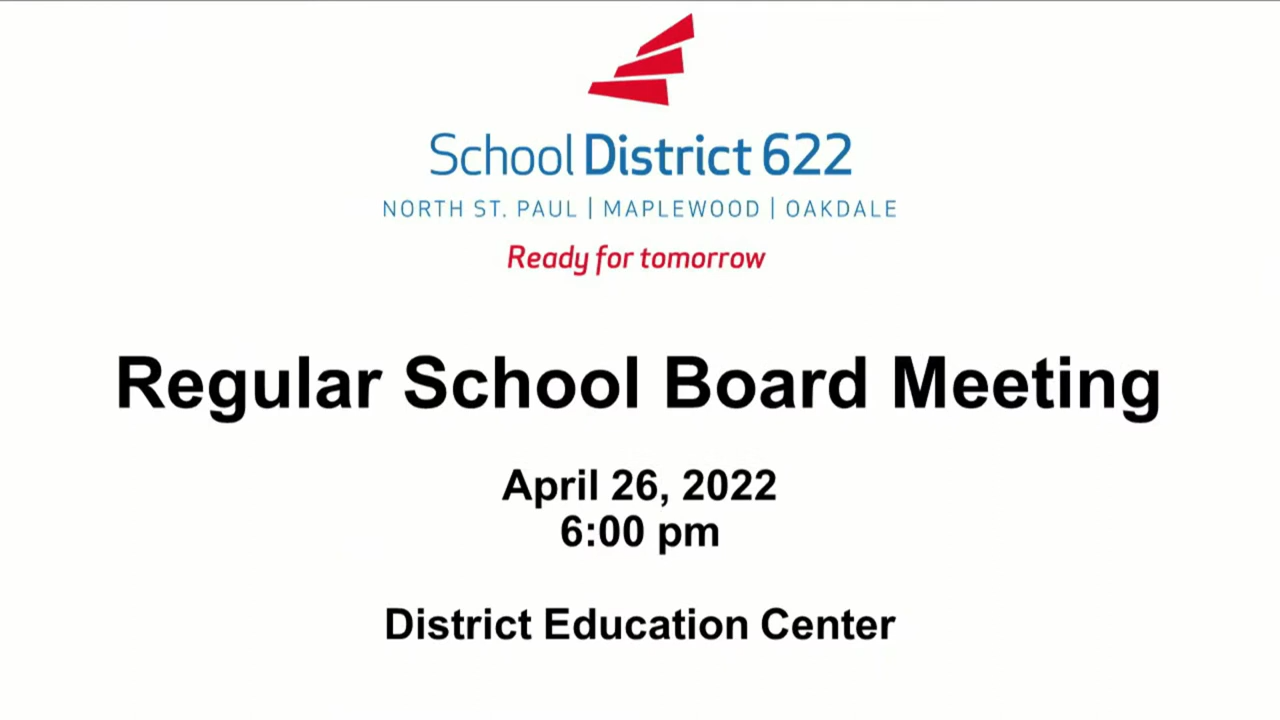 School District 622
NORTH ST. PAUL | MAPLEWOOD | OAKDALE
Ready for tomorrow
Regular School Board Meeting
April 26, 2022
6:00 pm
District Education Center